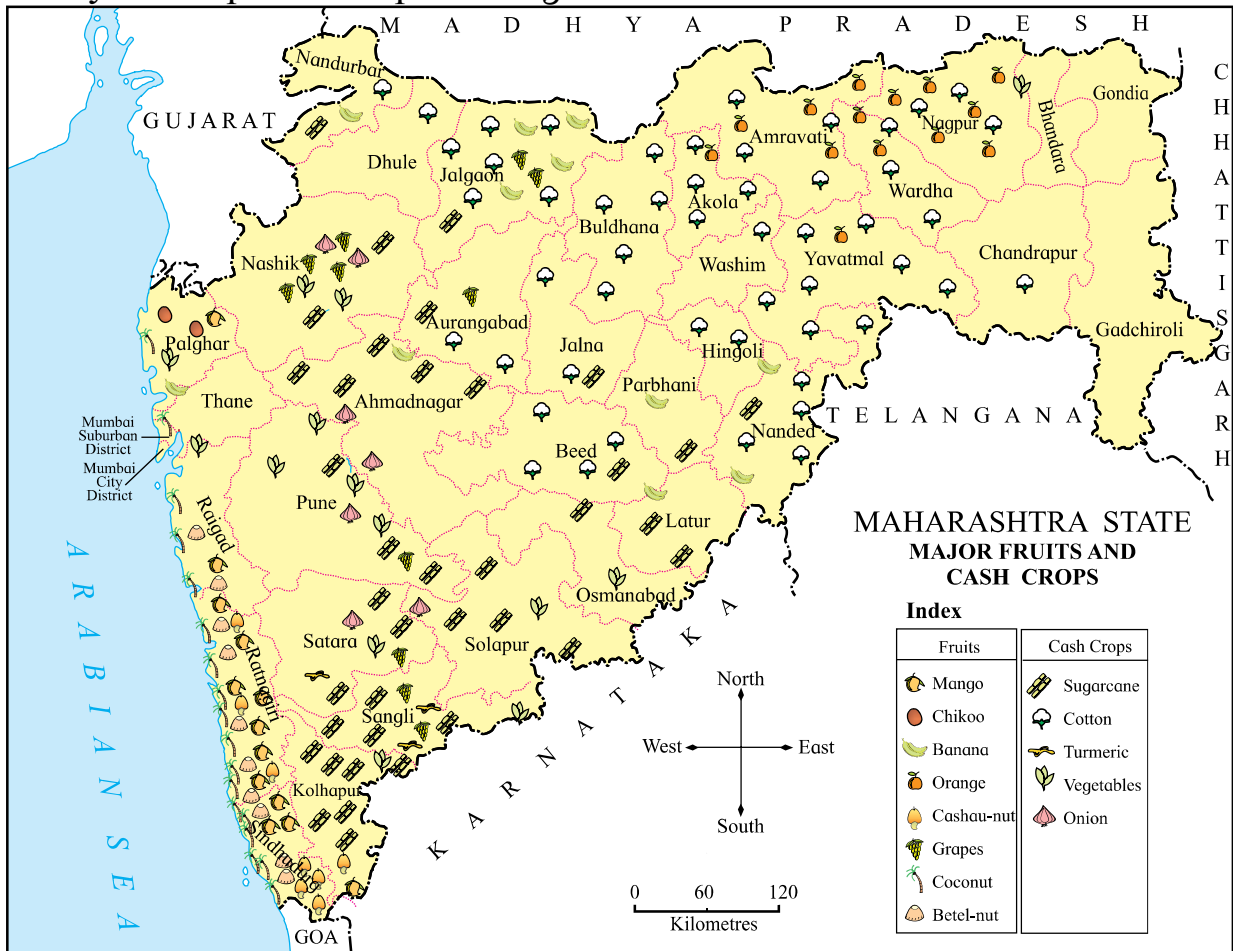 M A D H Y A P R A D E S H
CHHATTISGARH
GUJARAT
Nandurbar
Dhule
Jalgaon
Buldhana
Akola
Amravati
Nagpur
Bhandara
Gondia
Wardha
Nashik
Washim
Yavatmal
Chandrapur
Gadchiroli
Palghar
Aurangabad
Jalna
Hingoli
Parbhani
Thane
Ahmadnagar
TELANGANA
Mumbai
Suburban
District
Mumbai
City
District
Beed
Nanded
Pune
Raigad
Latur
Osmanabad
Satara
Solapur
Ratnagiri
Sangli
Kolhapur
Sindhudurg
GOA
KARNATAKA
ARABIAN SEA
MAHARASHTRA STATE
MAJOR FRUITS AND
CASH CROPS
Index
Fruits
Mango
Chikoo
Banana
Orange
Cashau-nut
Grapes
Coconut
Betel-nut
Cash Crops
Sugarcane
Cotton
Turmeric
Vegetables
Onion
North
West
East
South
0 60 120
Kilometres